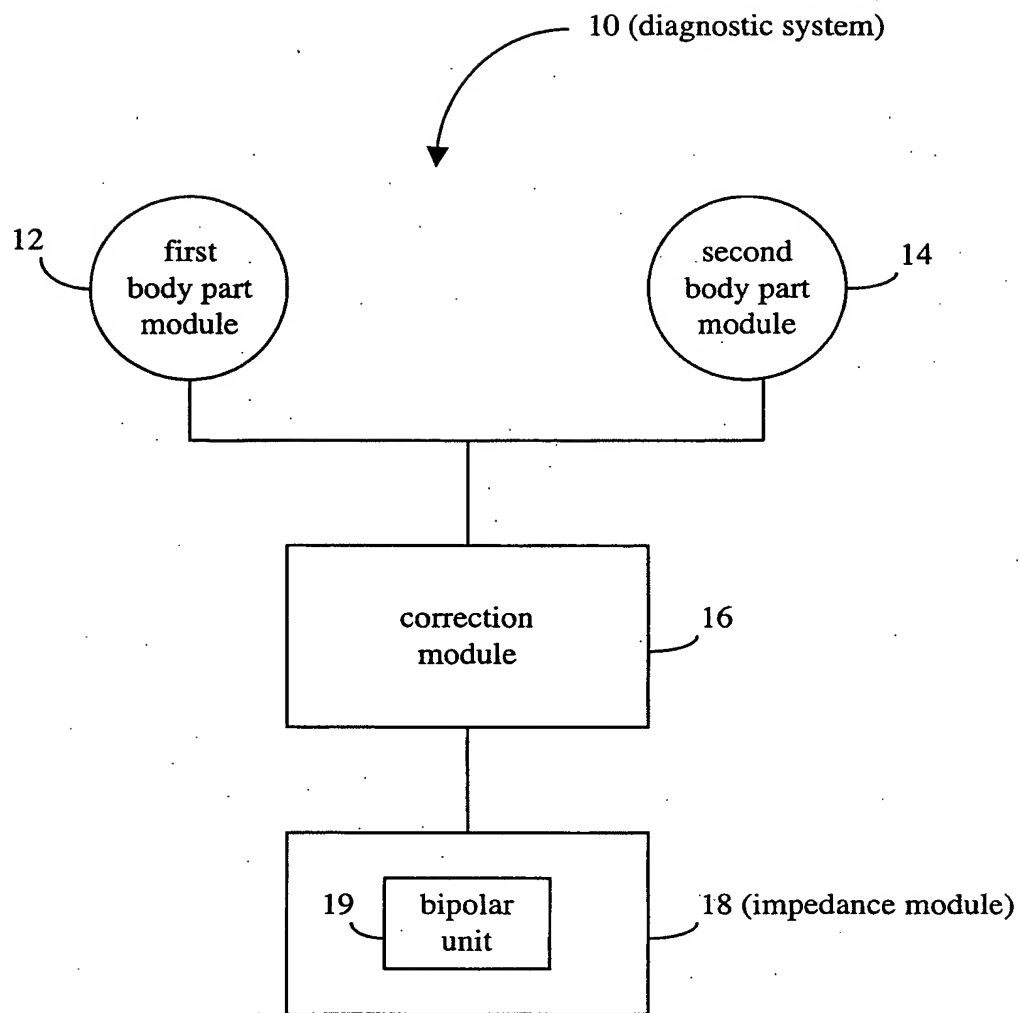 10 (diagnostic system)
12
first
body part
module
second
body part
module
14
correction
module
16
19
bipolar
unit
18 (impedance module)